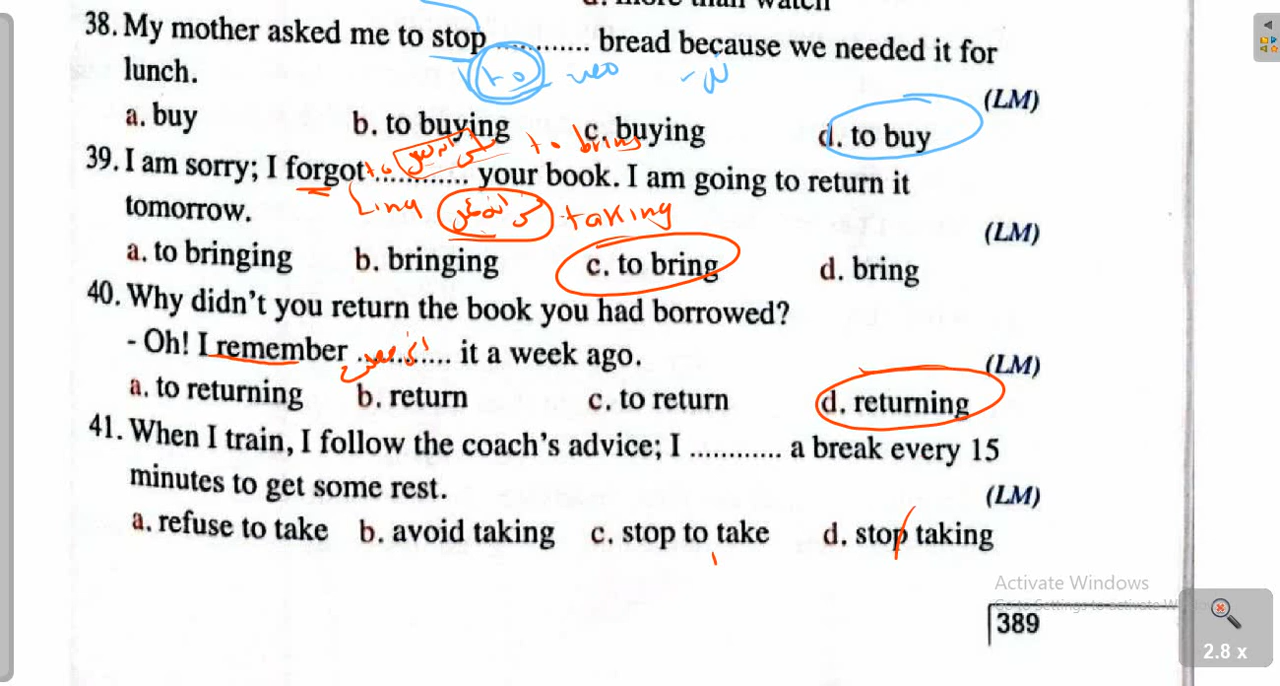 38. My mother asked me to stop ............ bread because we needed it for
to
lunch.
(LM)
a. buy b. to buying c. buying d. to buy
to to bring
39. I am sorry; I forgot ............ your book. I am going to return it
ing taking
tomorrow.
(LM)
a. to bringing b. bringing c. to bring d. bring
40. Why didn't you return the book you had borrowed?
- Oh! I remember ............ it a week ago.
(LM)
a. to returning b. return c. to return d. returning
41. When I train, I follow the coach's advice; I ............ a break every 15
minutes to get some rest.
(LM)
a. refuse to take b. avoid taking c. stop to take d. stop taking
Activate Windows
389
2.8 x